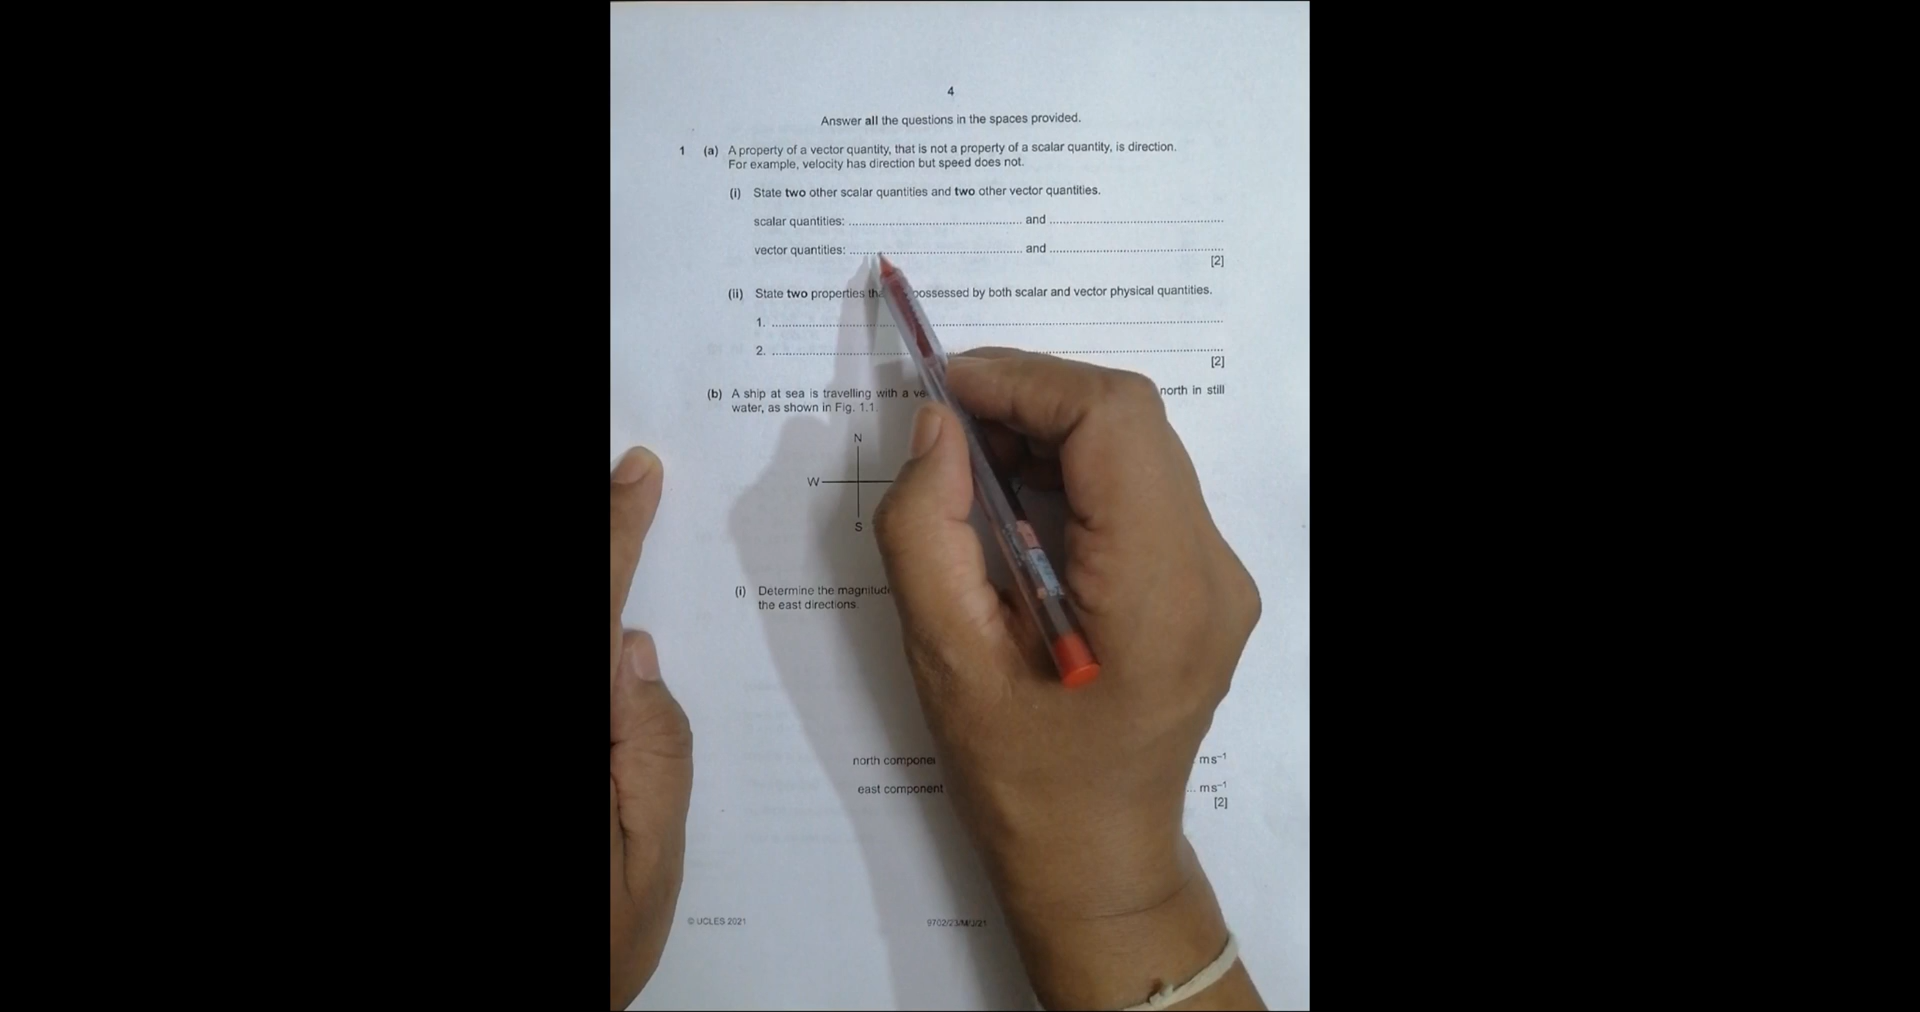 4
Answer all the questions in the spaces provided.
1 (a) A property of a vector quantity, that is not a property of a scalar quantity, is direction.
For example, velocity has direction but speed does not.
(i) State two other scalar quantities and two other vector quantities.
scalar quantities: ........................................ and ........................................
vector quantities: ........................................ and ........................................
[2]
(ii) State two properties possessed by both scalar and vector physical quantities.
1. ........................................
2. ........................................
[2]
(b) A ship at sea is travelling with a north in still
water, as shown in Fig. 1.1
N
W
S
(i) Determine the
the east directions.
north
ms⁻¹
east component
... ms⁻¹
[2]
© UCLES 2021
9702/23/M/J/21